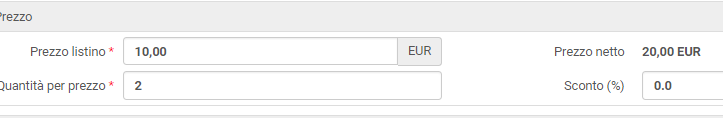 Prezzo
Prezzo listino * 10,00 EUR Prezzo netto 20,00 EUR
Quantità per prezzo * 2 Sconto (%) 0.0